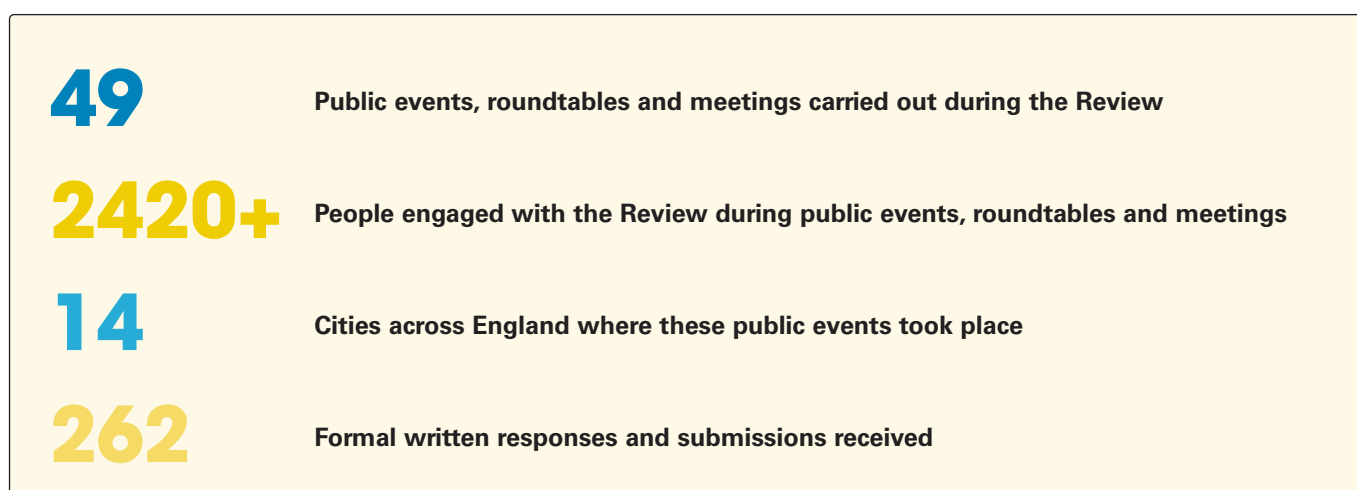 49 Public events, roundtables and meetings carried out during the Review
2420+ People engaged with the Review during public events, roundtables and meetings
14 Cities across England where these public events took place
262 Formal written responses and submissions received